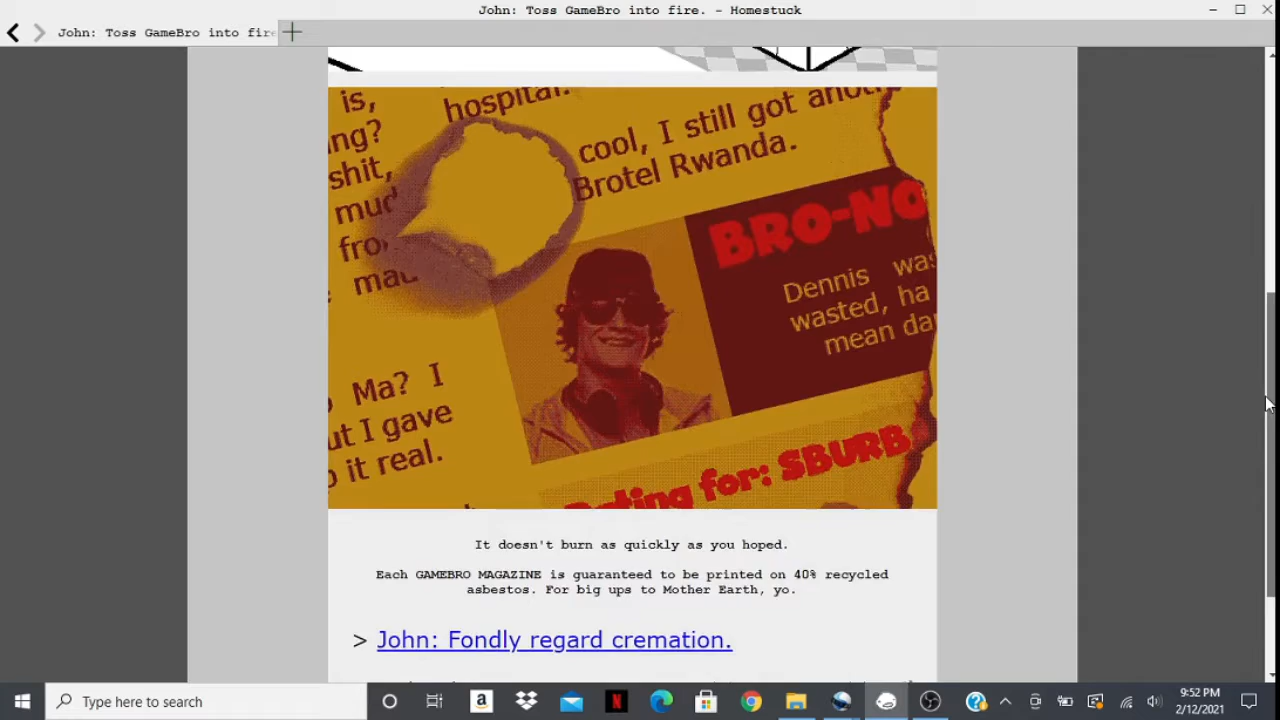 John: Toss GameBro into fire. - Homestuck
John: Toss GameBro into fire
is,
hospital.
ng?
cool, I still got anoth
shit,
Brotel Rwanda.
mud
from
mad
BRO-NO
Dennis was
wasted, ha
mean da
Ma? I
ut I gave
it real.
Rating for: SBURB
It doesn't burn as quickly as you hoped.
Each GAMEBRO MAGAZINE is guaranteed to be printed on 40% recycled
asbestos. For big ups to Mother Earth, yo.
> John: Fondly regard cremation.
Type here to search
9:52 PM
2/12/2021